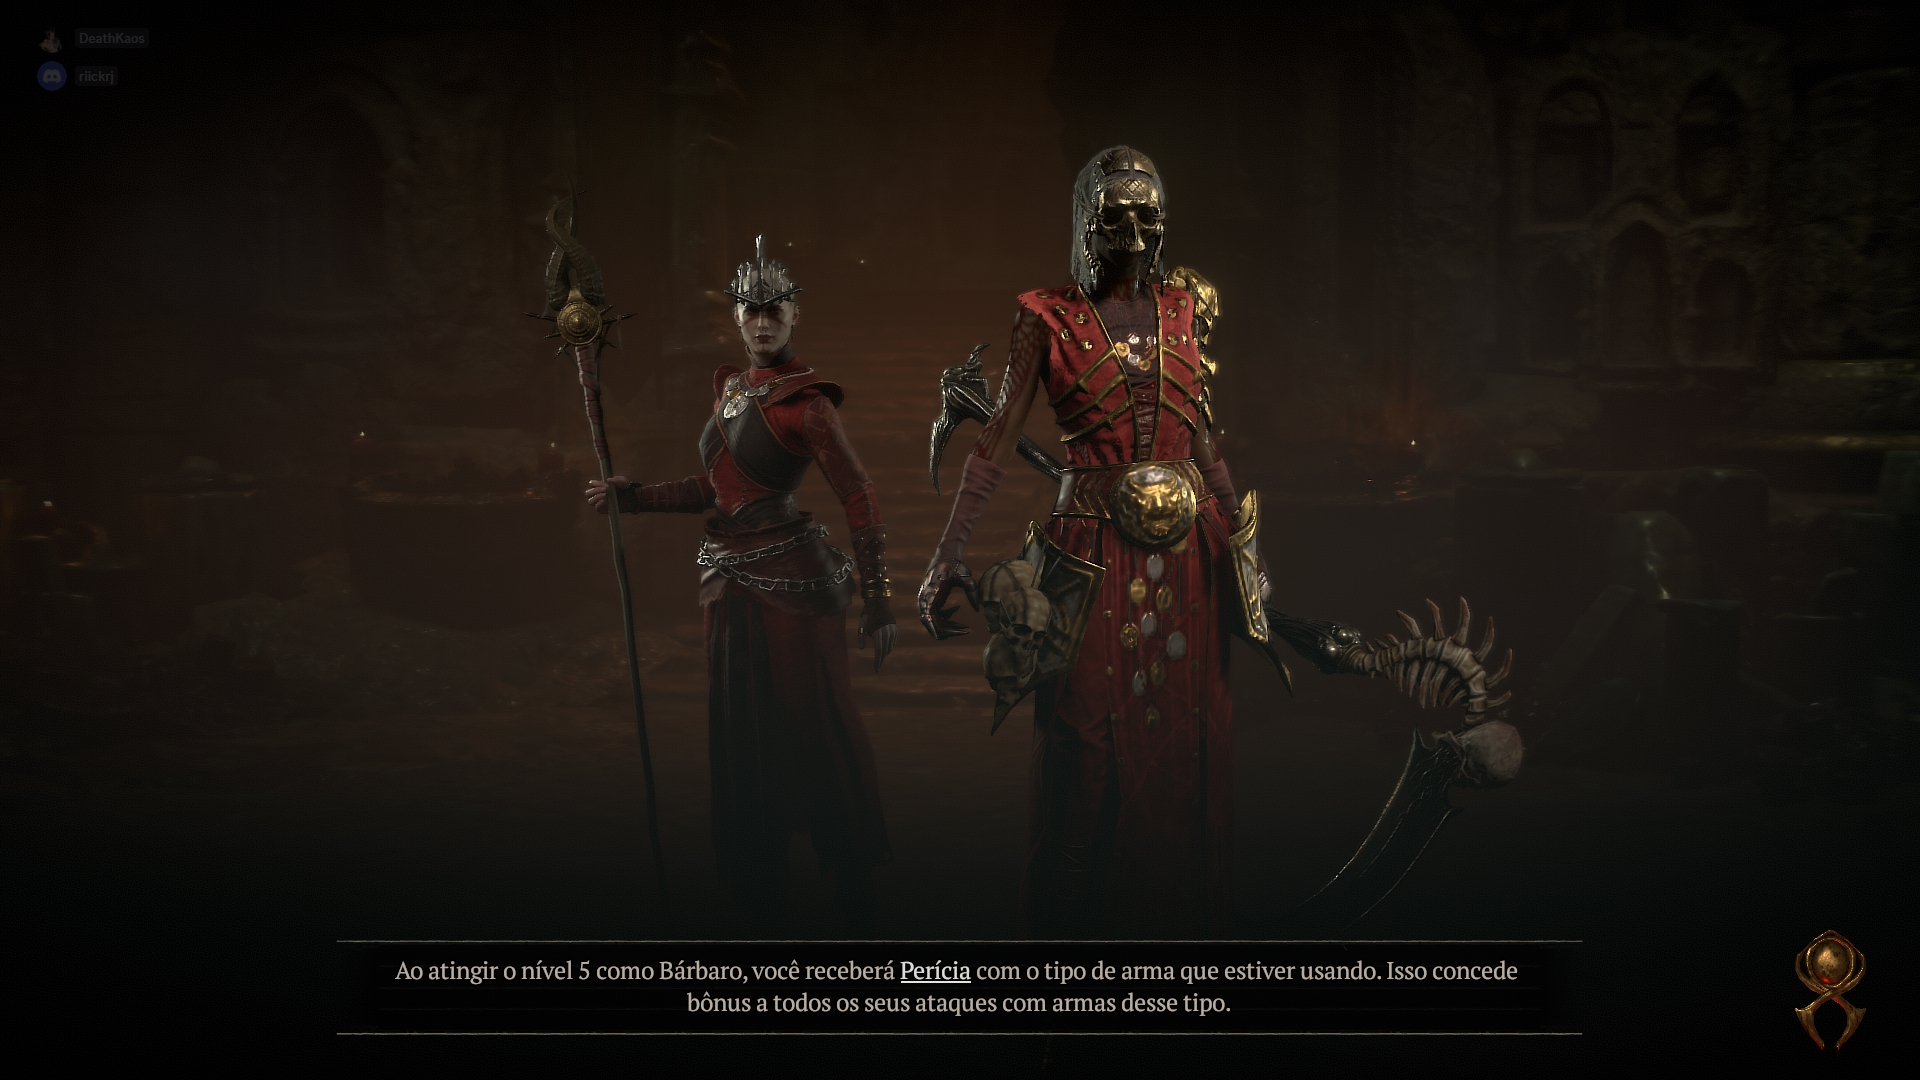 DeathKaos
riickrj
Ao atingir o nível 5 como Bárbaro, você receberá Perícia com o tipo de arma que estiver usando. Isso concede
bônus a todos os seus ataques com armas desse tipo.